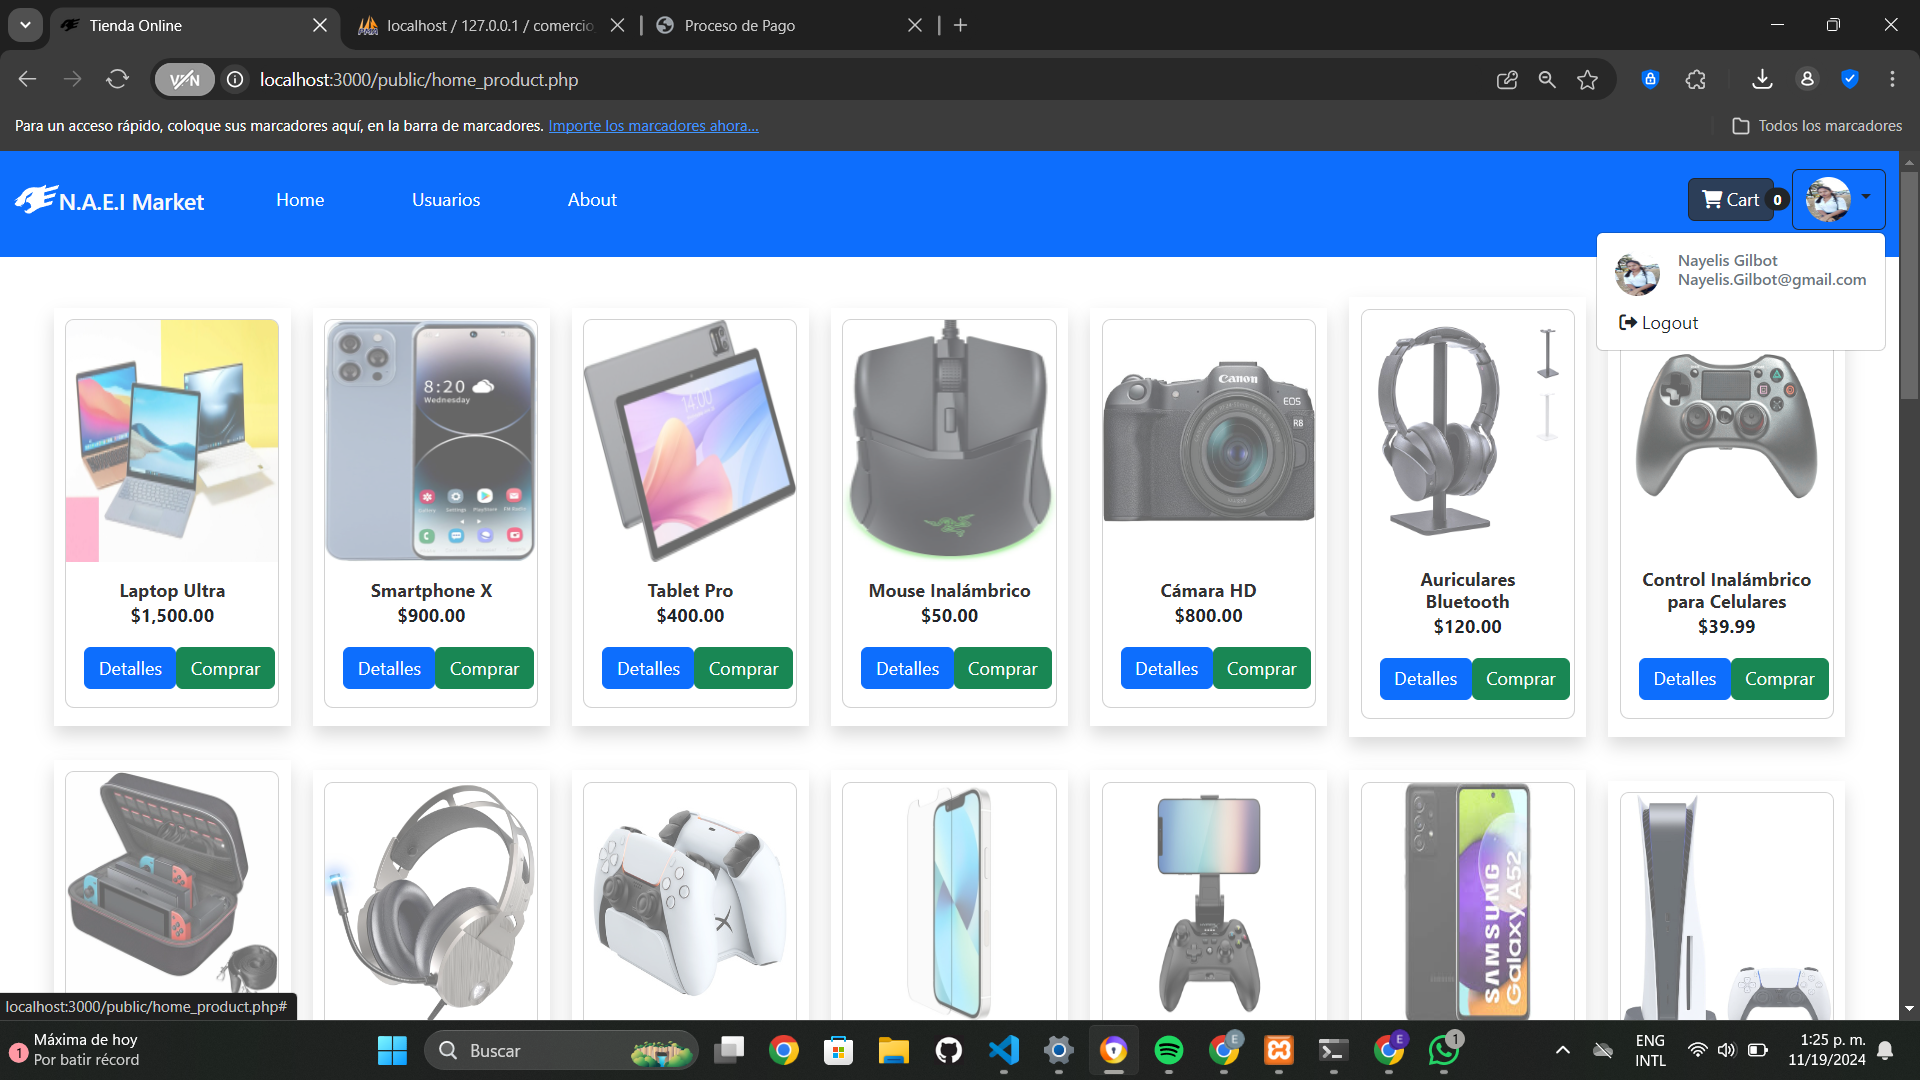 Tienda Online
localhost / 127.0.0.1 / comercio
Proceso de Pago
VPN
localhost:3000/public/home_product.php
Para un acceso rápido, coloque sus marcadores aquí, en la barra de marcadores. Importe los marcadores ahora...
Todos los marcadores
N.A.E.I Market
Home
Usuarios
About
Cart 0
Nayelis Gilbot
Nayelis.Gilbot@gmail.com
Logout
8:20
Wednesday
14:00
Canon
EOS
R8
Laptop Ultra
$1,500.00
Detalles Comprar
Smartphone X
$900.00
Detalles Comprar
Tablet Pro
$400.00
Detalles Comprar
Mouse Inalámbrico
$50.00
Detalles Comprar
Cámara HD
$800.00
Detalles Comprar
Auriculares
Bluetooth
$120.00
Detalles Comprar
Control Inalámbrico
para Celulares
$39.99
Detalles Comprar
SAMSUNG
Galaxy A52
localhost:3000/public/home_product.php#
1
Máxima de hoy
Por batir récord
Buscar
E
E
1
ENG
INTL
1:25 p. m.
11/19/2024